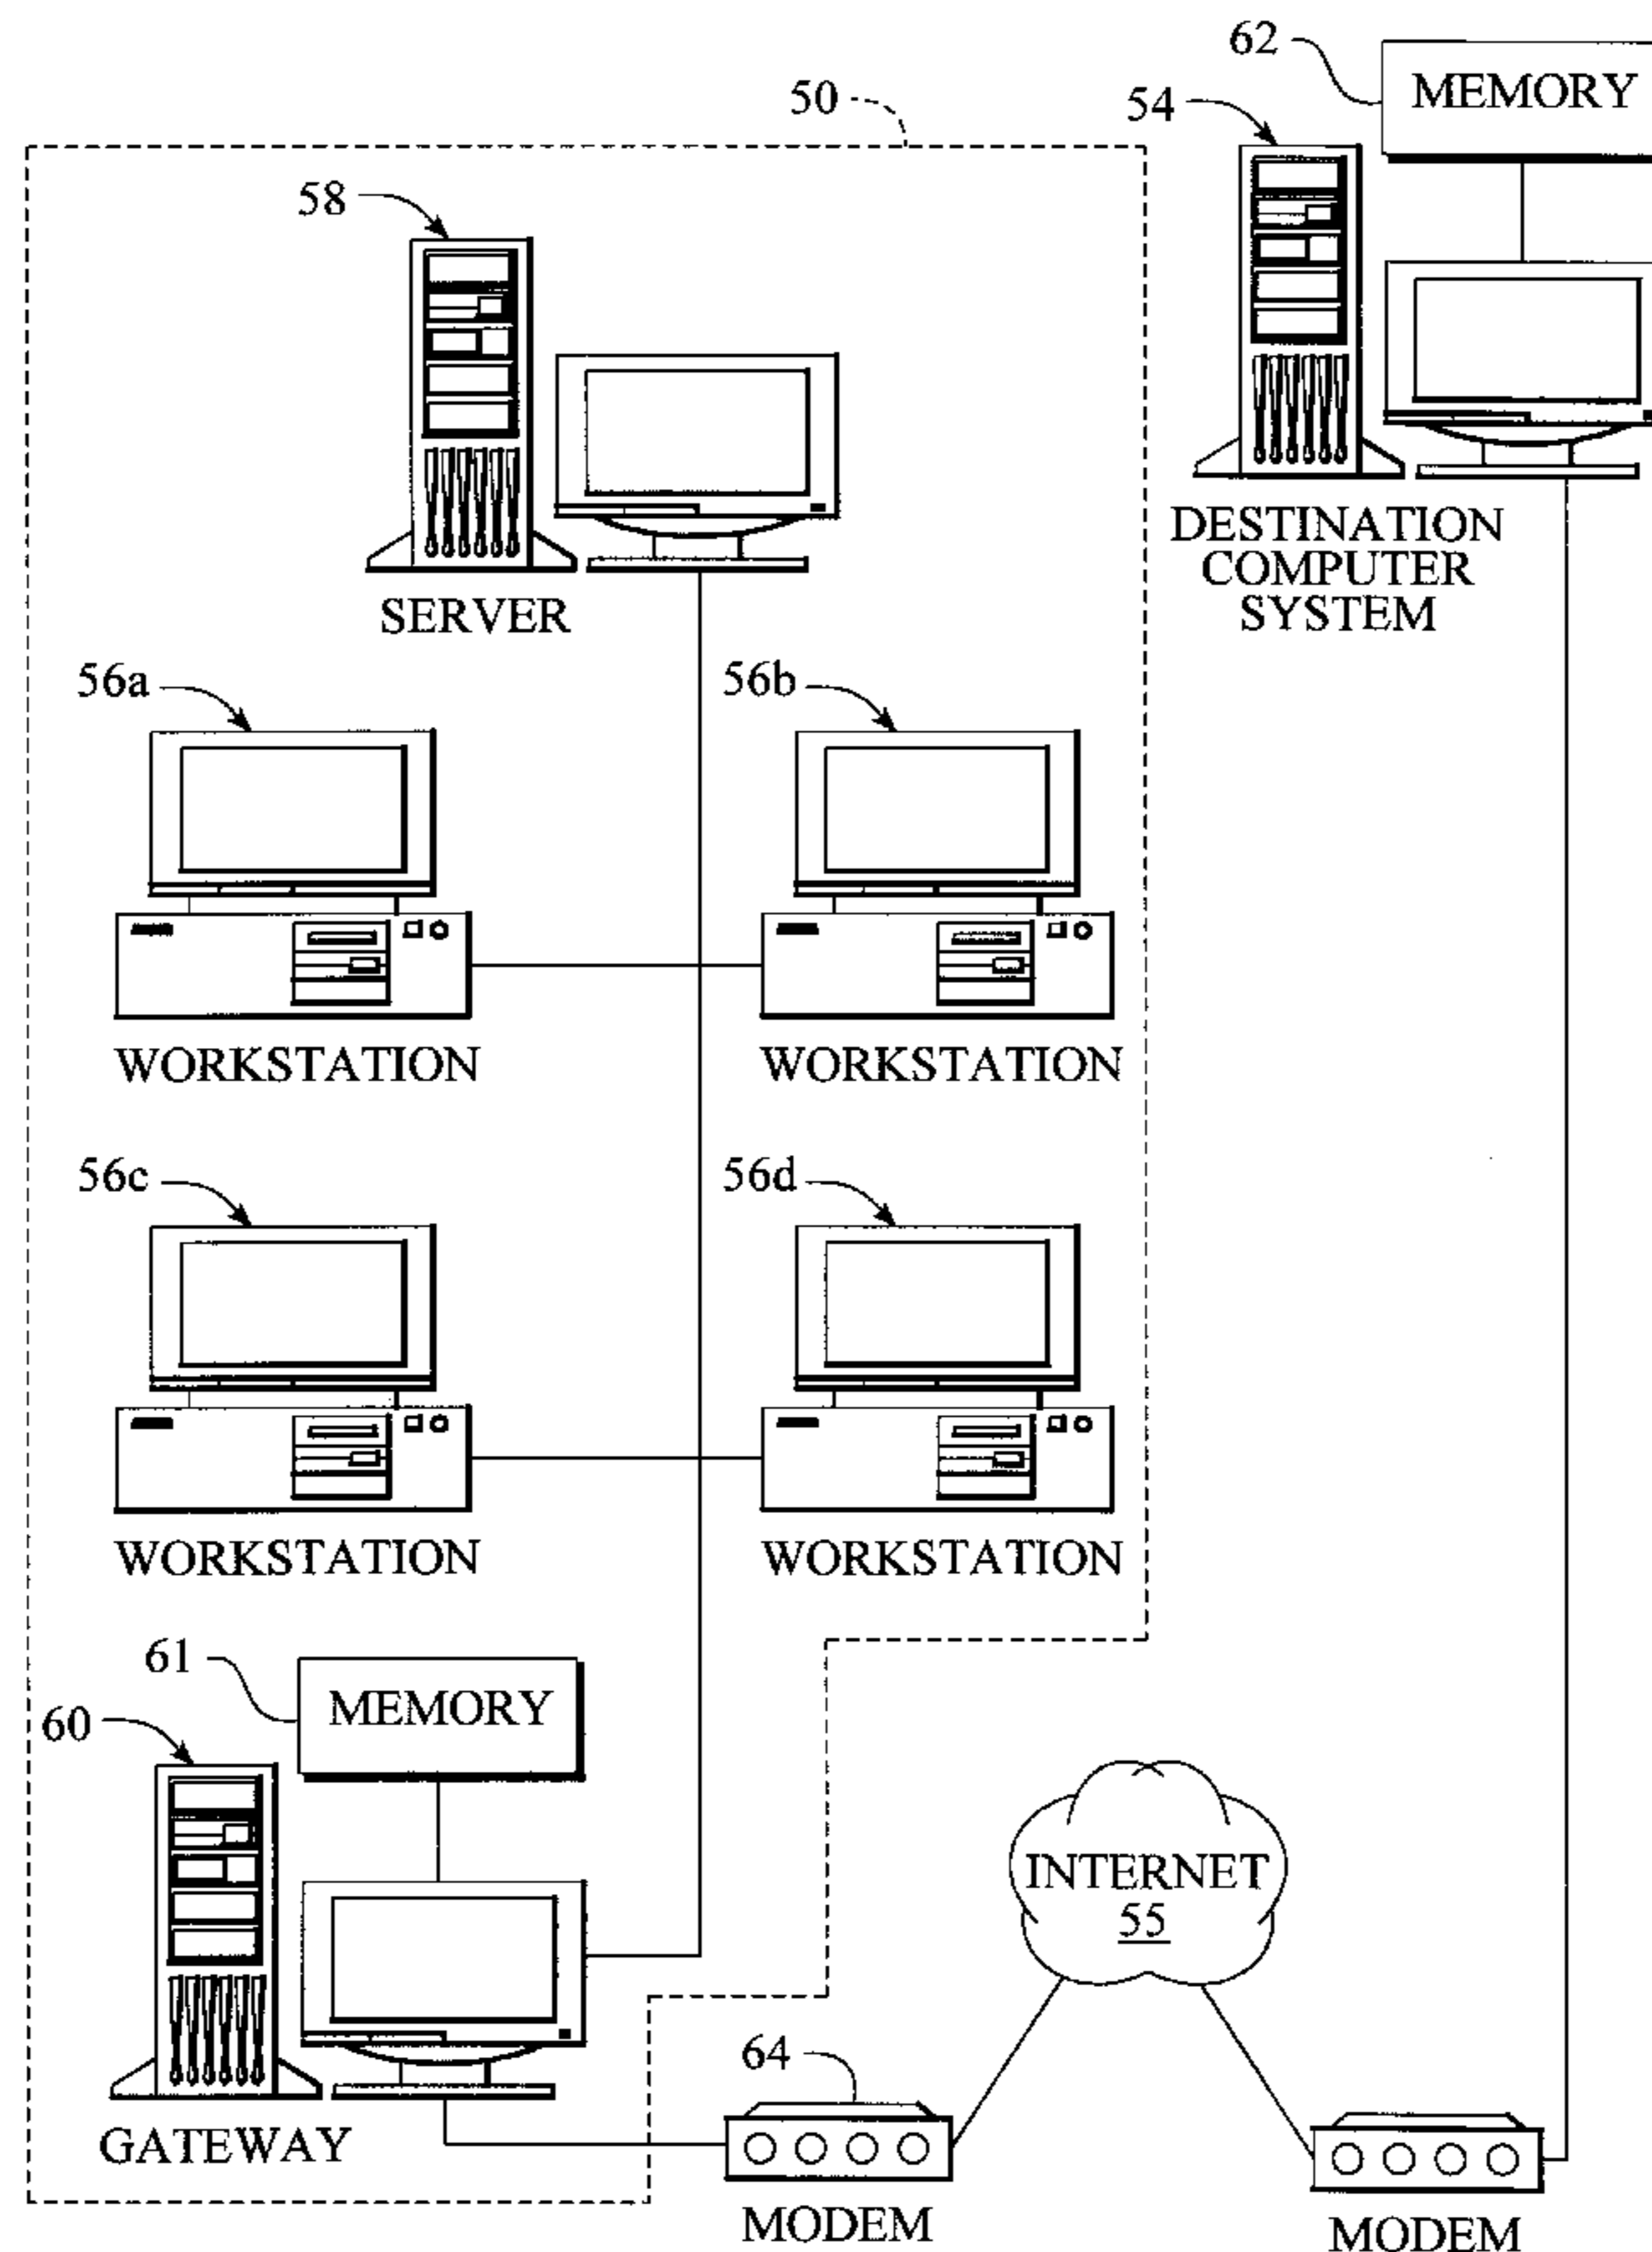 62
MEMORY
50
54
58
DESTINATION
COMPUTER
SYSTEM
SERVER
56a
56b
WORKSTATION
WORKSTATION
56c
56d
WORKSTATION
WORKSTATION
61
MEMORY
60
INTERNET
55
64
GATEWAY
MODEM
MODEM